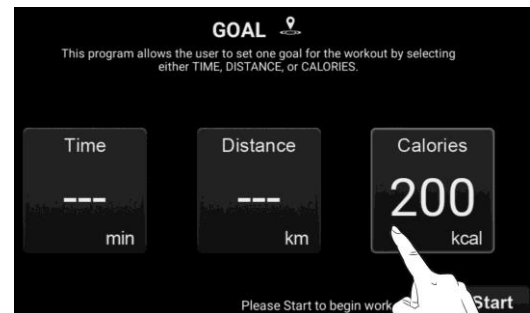 GOAL
This program allows the user to set one goal for the workout by selecting
either TIME, DISTANCE, or CALORIES.
Time
---
min
Distance
---
km
Calories
200
kcal
Please Start to begin work
Start